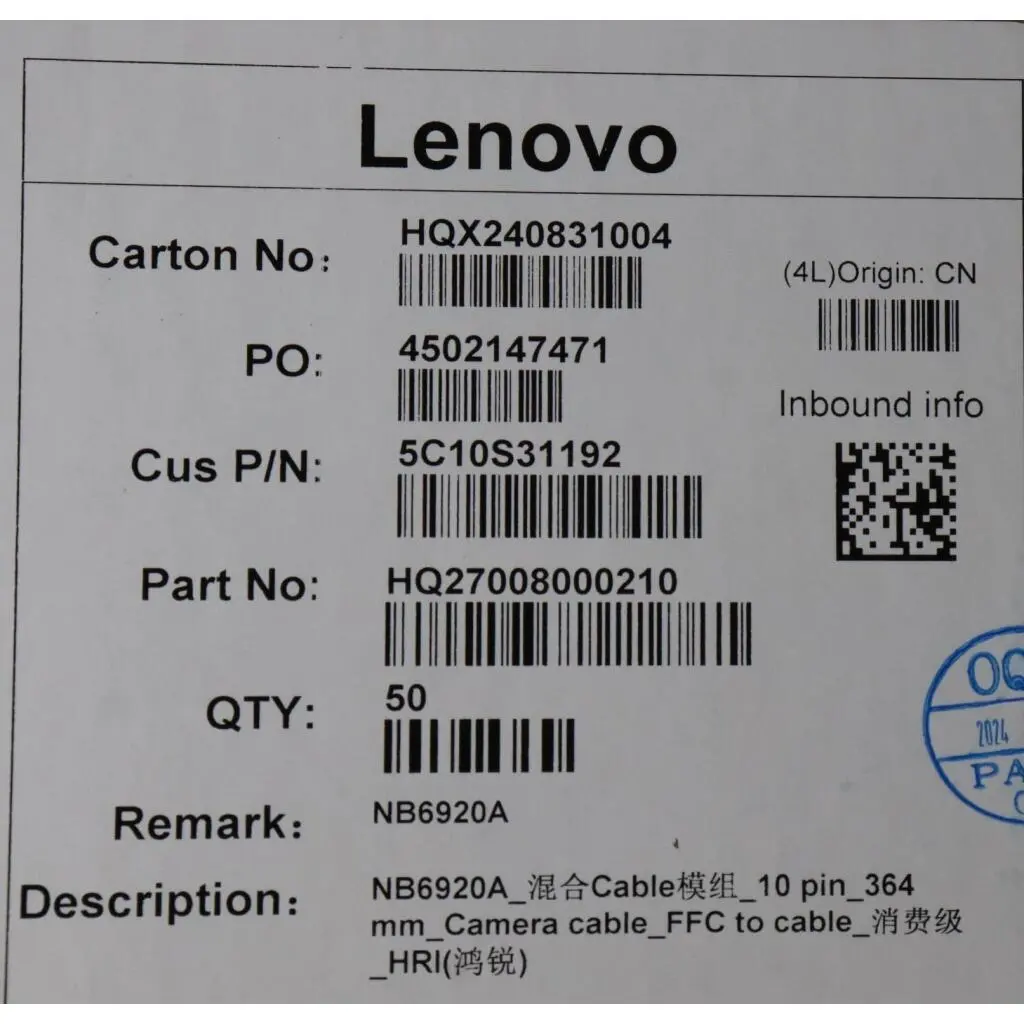 Lenovo
Carton No: HQX240831004
(4L)Origin: CN
PO: 4502147471
Inbound info
Cus P/N: 5C10S31192
Part No: HQ27008000210
QTY: 50
2024
Remark: NB6920A
Description: NB6920A_混合Cable模组_10 pin_364
mm_Camera cable_FFC to cable_消费级
_HRI(鸿锐)